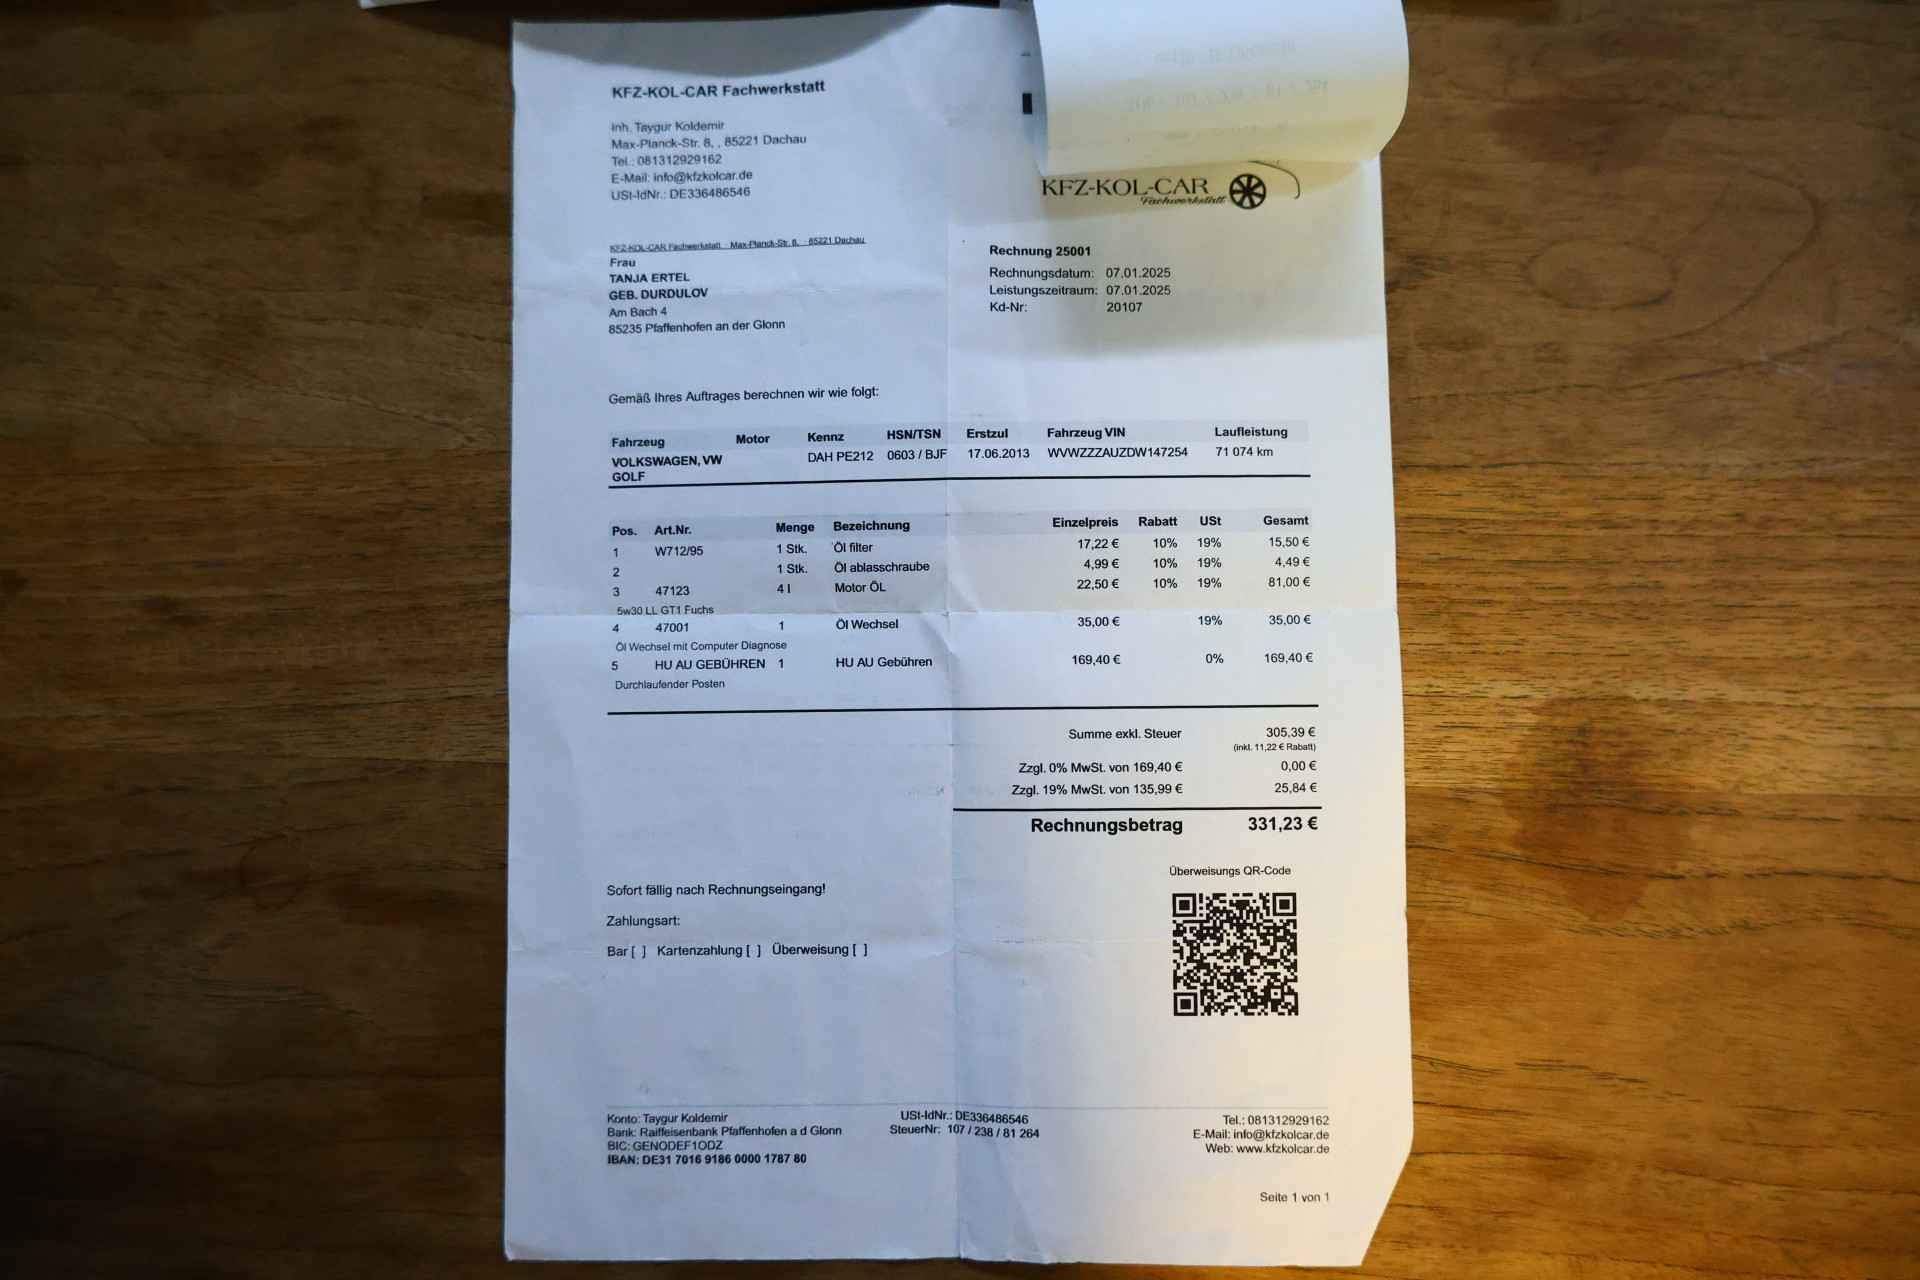 KFZ-KOL-CAR Fachwerkstatt
Inh. Taygur Koldemir
Max-Planck-Str. 8, , 85221 Dachau
Tel.: 081312929162
E-Mail: info@kfzkolcar.de
USt-IdNr.: DE336486546
KFZ-KOL-CAR
Fachwerkstatt
KFZ-KOL-CAR Fachwerkstatt Max-Planck-Str. 8, 85221 Dachau
Frau
TANJA ERTEL
GEB. DURDULOV
Am Bach 4
85235 Pfaffenhofen an der Glonn
Rechnung 25001
Rechnungsdatum: 07.01.2025
Leistungszeitraum: 07.01.2025
Kd-Nr: 20107
Gemäß Ihres Auftrages berechnen wir wie folgt:
Fahrzeug Motor Kennz HSN/TSN Erstzul Fahrzeug VIN Laufleistung
VOLKSWAGEN, VW DAH PE212 0603 / BJF 17.06.2013 WVWZZZAUZDW147254 71 074 km
GOLF
Pos. Art.Nr. Menge Bezeichnung Einzelpreis Rabatt USt Gesamt
1 W712/95 1 Stk. Öl filter 17,22 € 10% 19% 15,50 €
2 1 Stk. Öl ablasschraube 4,99 € 10% 19% 4,49 €
3 47123 4 l Motor ÖL 22,50 € 10% 19% 81,00 €
5w30 LL GT1 Fuchs
4 47001 1 Öl Wechsel 35,00 € 19% 35,00 €
Öl Wechsel mit Computer Diagnose
5 HU AU GEBÜHREN 1 HU AU Gebühren 169,40 € 0% 169,40 €
Durchlaufender Posten
Summe exkl. Steuer 305,39 €
(inkl. 11,22 € Rabatt)
Zzgl. 0% MwSt. von 169,40 € 0,00 €
Zzgl. 19% MwSt. von 135,99 € 25,84 €
Rechnungsbetrag 331,23 €
Überweisungs QR-Code
Sofort fällig nach Rechnungseingang!
Zahlungsart:
Bar [ ] Kartenzahlung [ ] Überweisung [ ]
Konto: Taygur Koldemir
Bank: Raiffeisenbank Pfaffenhofen a d Glonn
BIC: GENODEF1ODZ
IBAN: DE31 7016 9186 0000 1787 80
USt-IdNr.: DE336486546
SteuerNr: 107 / 238 / 81 264
Tel.: 081312929162
E-Mail: info@kfzkolcar.de
Web: www.kfzkolcar.de
Seite 1 von 1